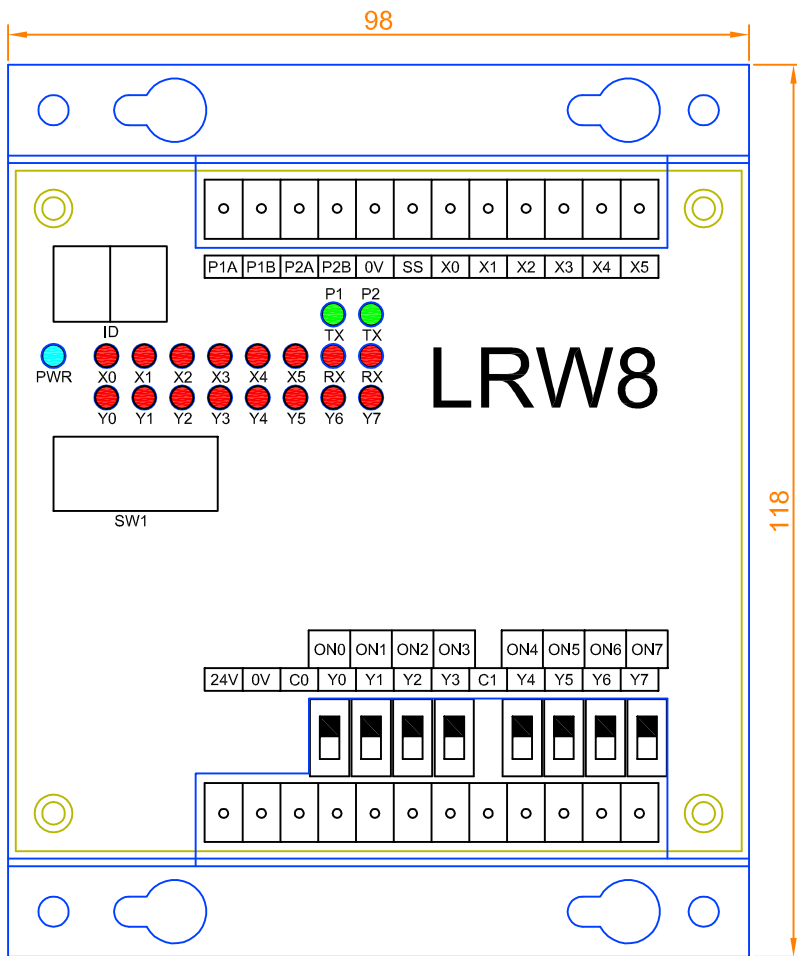 98
P1A P1B P2A P2B 0V SS X0 X1 X2 X3 X4 X5
P1 P2
ID
TX TX
PWR X0 X1 X2 X3 X4 X5 RX RX
LRW8
Y0 Y1 Y2 Y3 Y4 Y5 Y6 Y7
118
SW1
ON0 ON1 ON2 ON3 ON4 ON5 ON6 ON7
24V 0V C0 Y0 Y1 Y2 Y3 C1 Y4 Y5 Y6 Y7